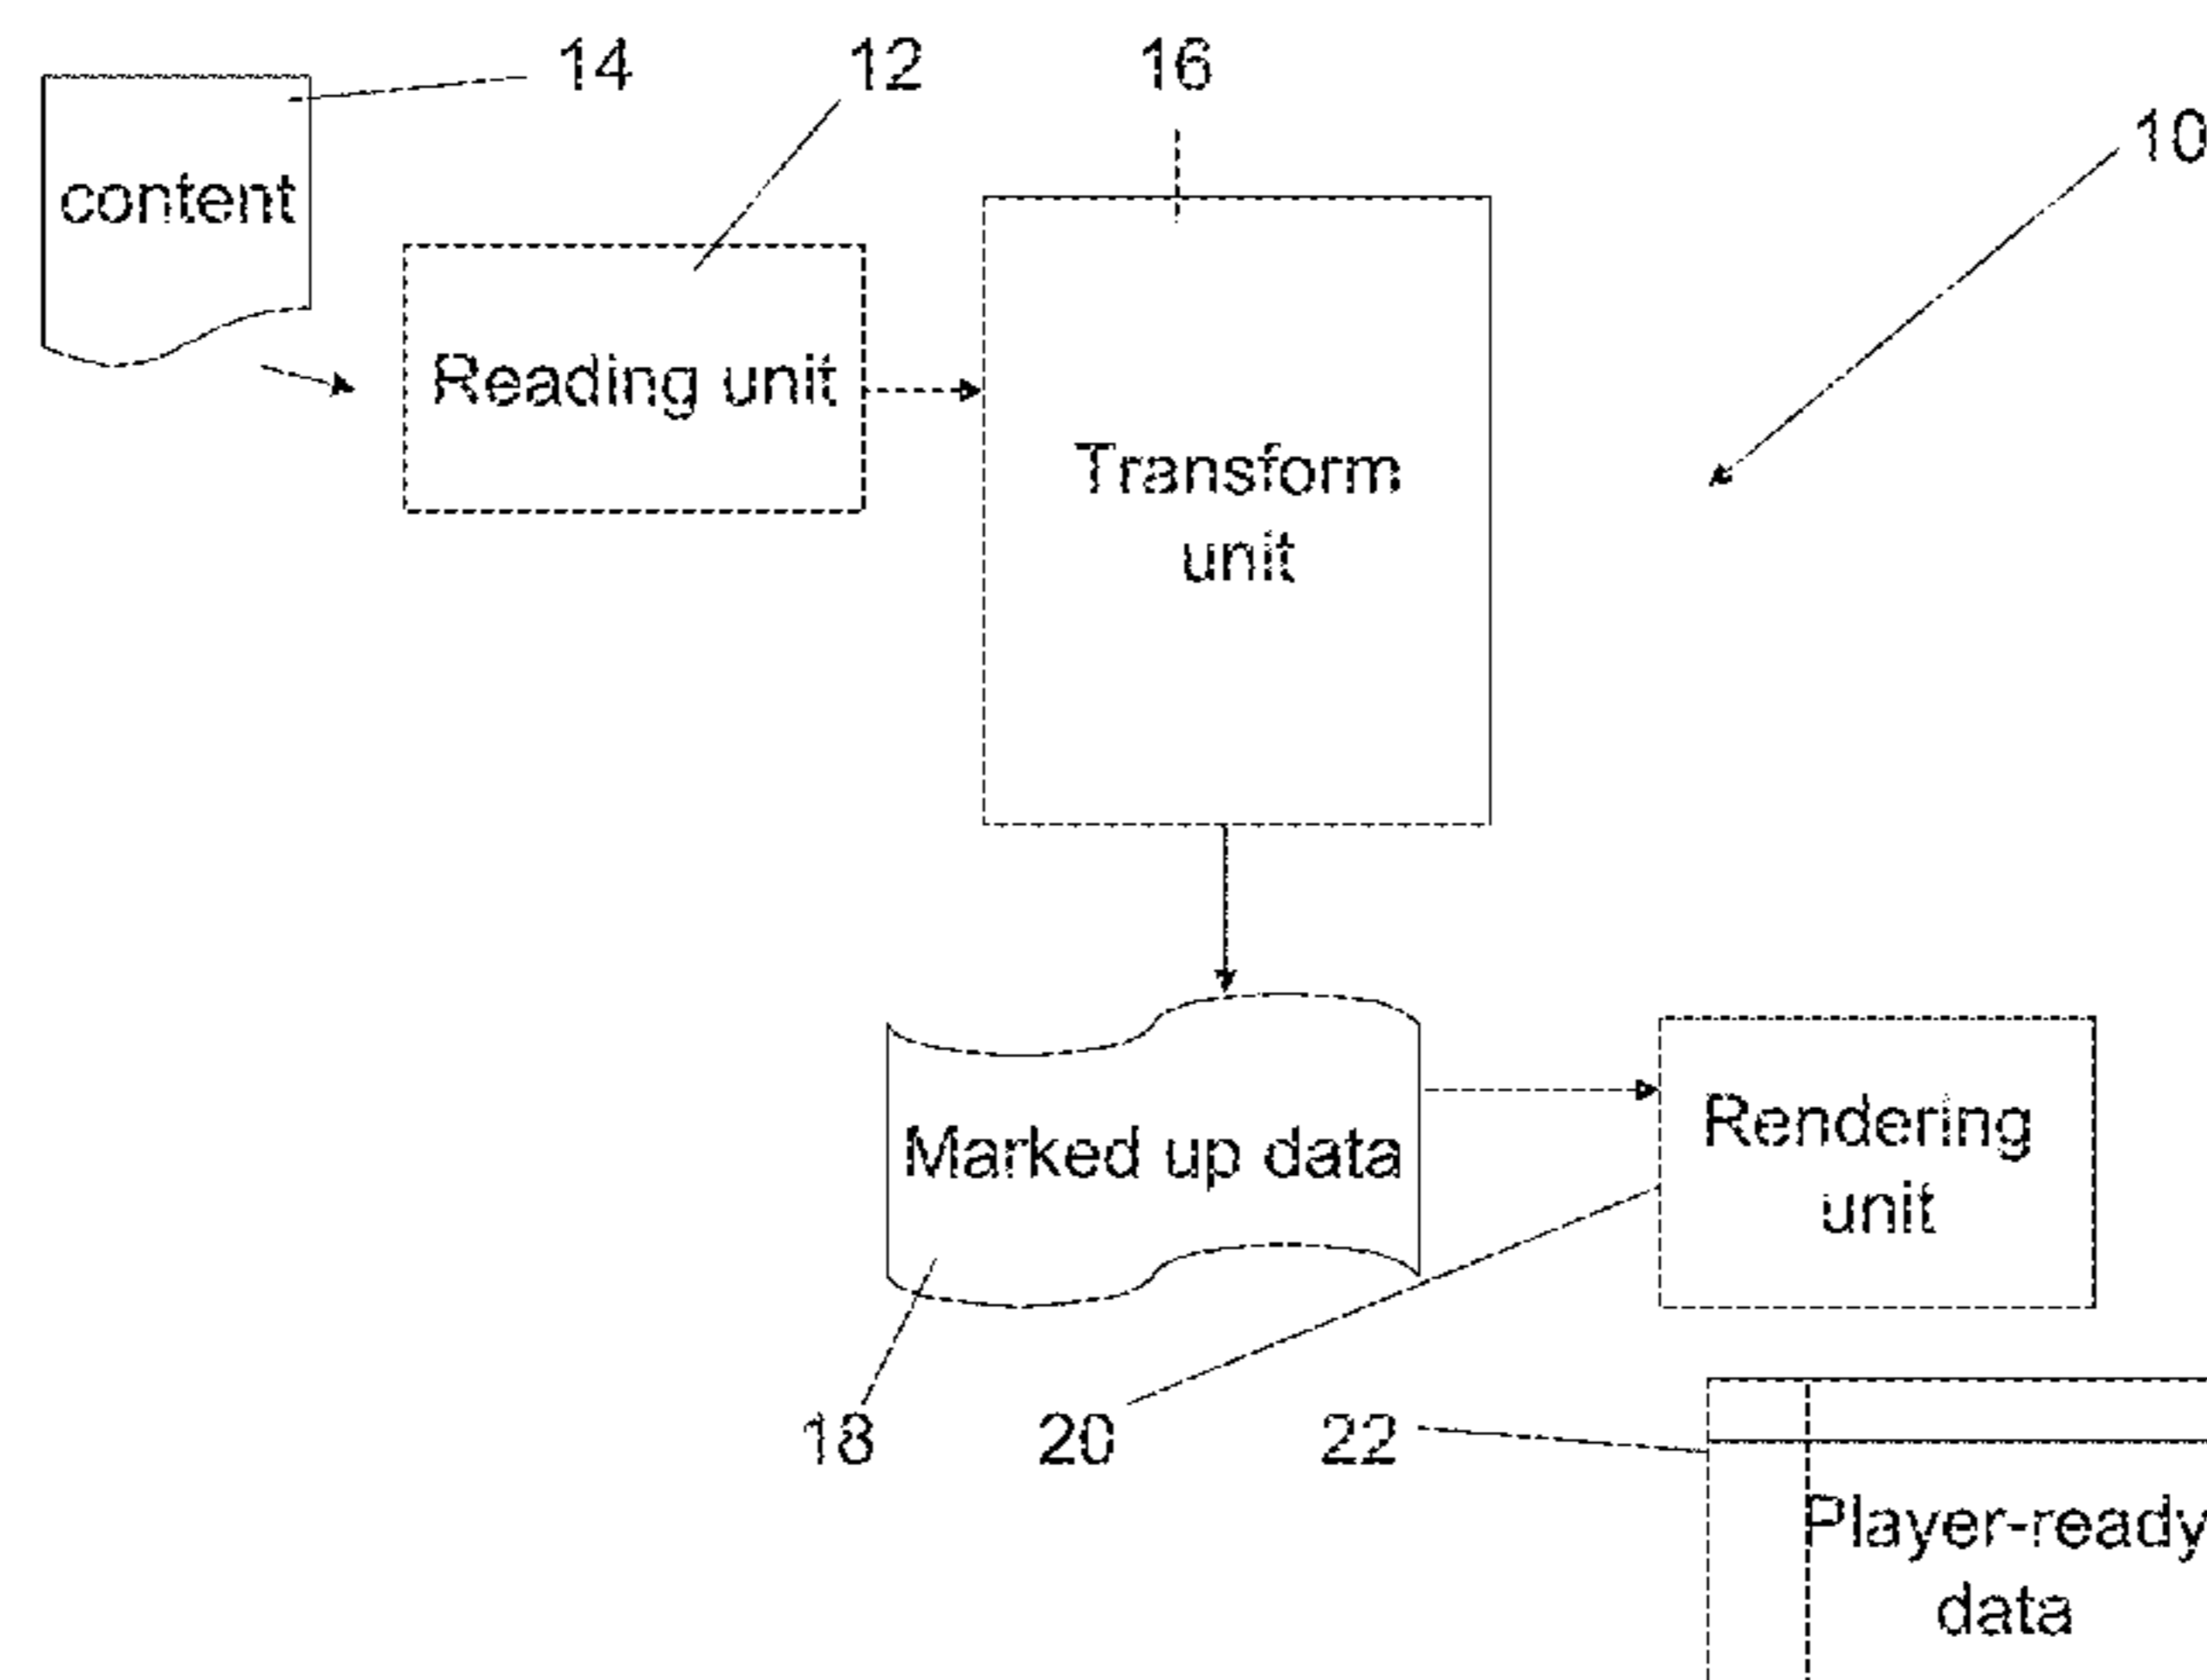 14
12
16
10
content
Reading unit
Transform
unit
Marked up data
Rendering
unit
18
20
22
Player-ready
data